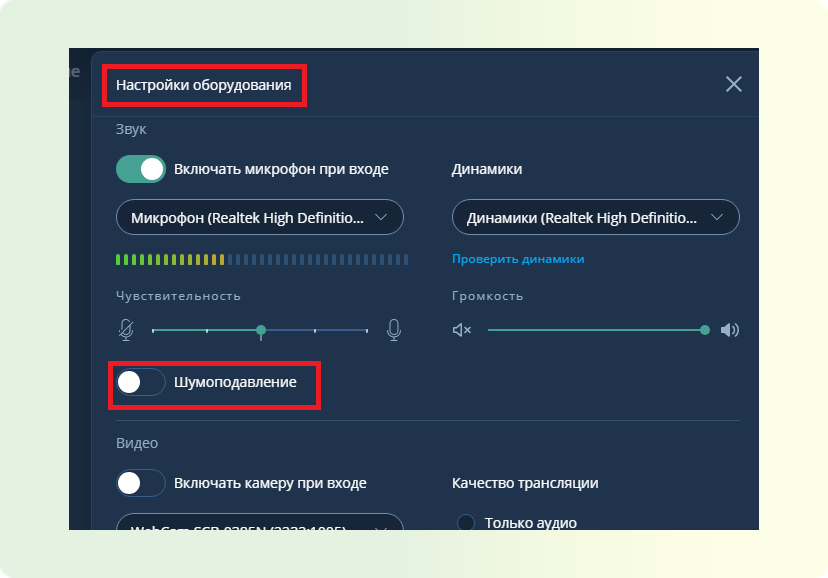 Настройки оборудования
Звук
Включать микрофон при входе
Динамики
Микрофон (Realtek High Definitio...
Динамики (Realtek High Definitio...
Проверить динамики
Чувствительность
Громкость
Шумоподавление
Видео
Включать камеру при входе
Качество трансляции
Только аудио